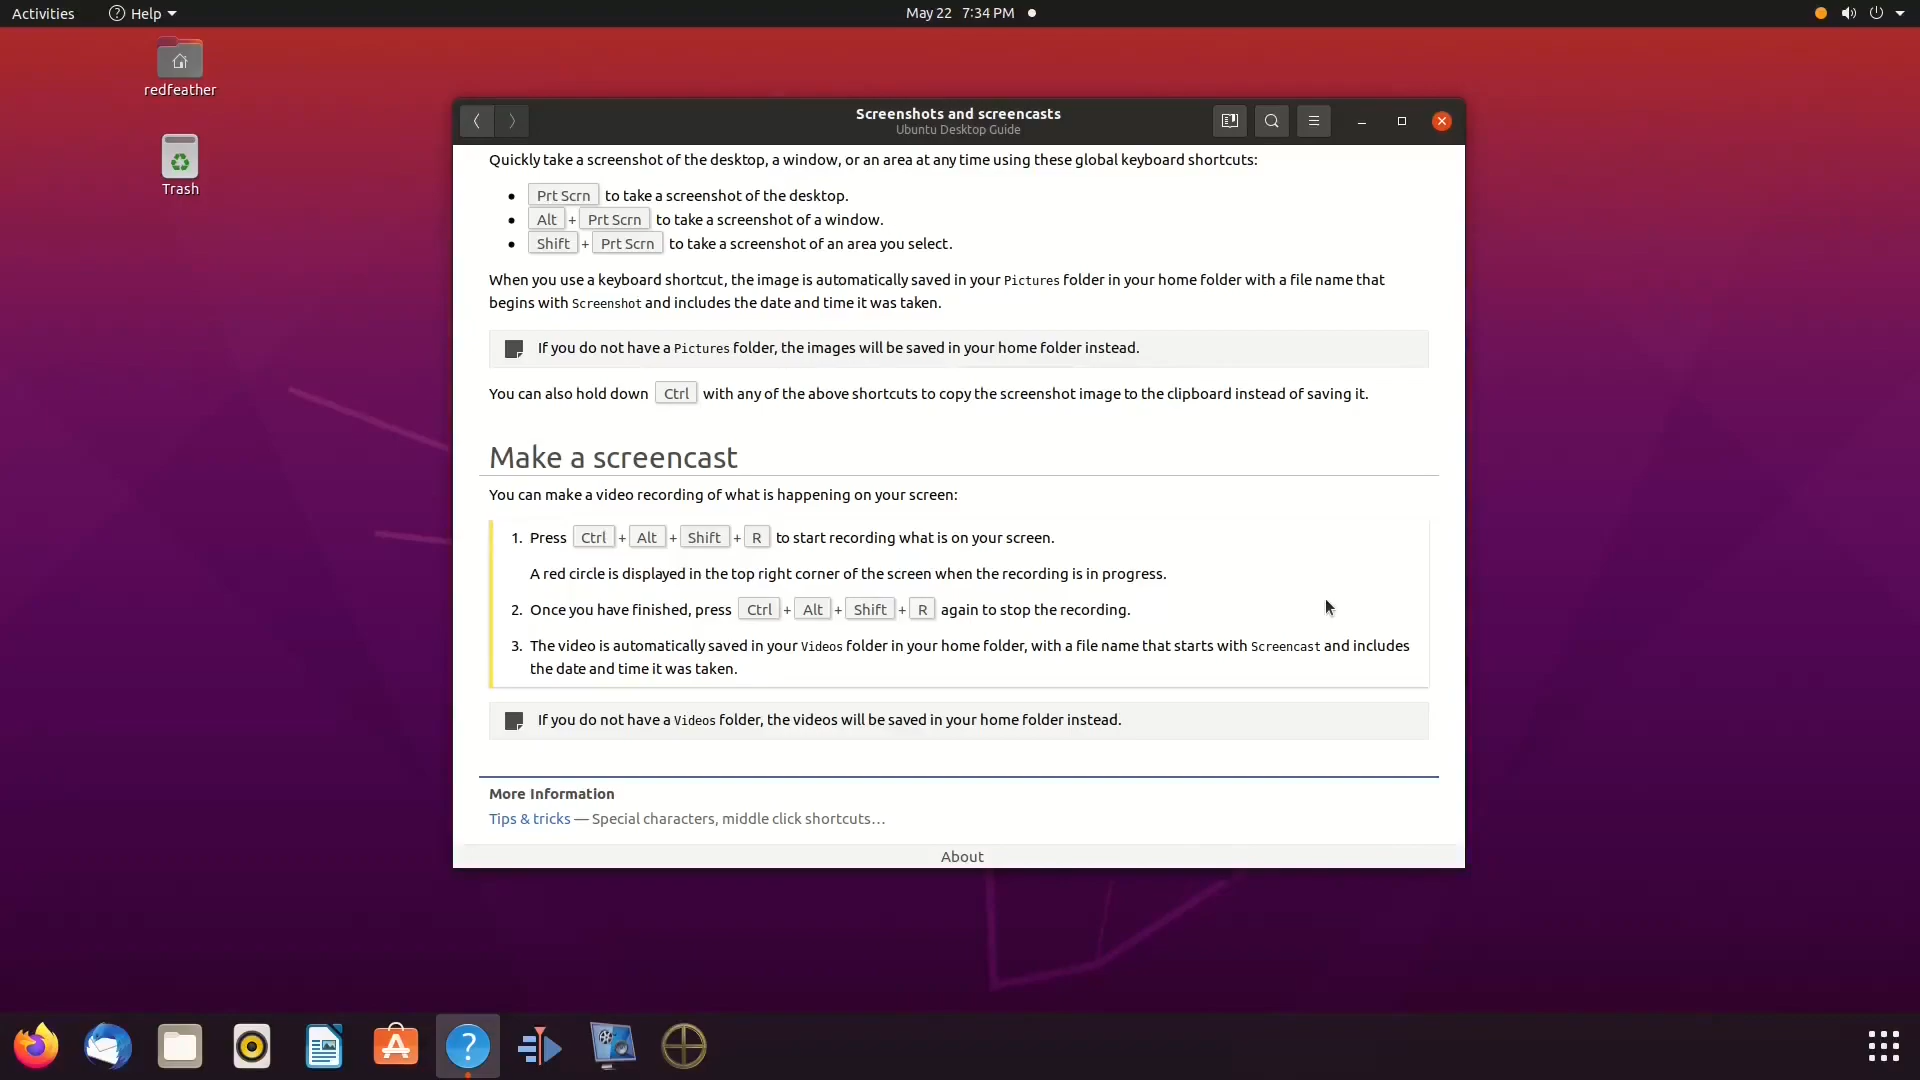 Activities
? Help
May 22 7:34 PM
redfeather
Trash
Screenshots and screencasts
Ubuntu Desktop Guide
Quickly take a screenshot of the desktop, a window, or an area at any time using these global keyboard shortcuts:
• Prt Scrn to take a screenshot of the desktop.
• Alt + Prt Scrn to take a screenshot of a window.
• Shift + Prt Scrn to take a screenshot of an area you select.
When you use a keyboard shortcut, the image is automatically saved in your Pictures folder in your home folder with a file name that
begins with Screenshot and includes the date and time it was taken.
If you do not have a Pictures folder, the images will be saved in your home folder instead.
You can also hold down Ctrl with any of the above shortcuts to copy the screenshot image to the clipboard instead of saving it.
Make a screencast
You can make a video recording of what is happening on your screen:
1. Press Ctrl + Alt + Shift + R to start recording what is on your screen.
A red circle is displayed in the top right corner of the screen when the recording is in progress.
2. Once you have finished, press Ctrl + Alt + Shift + R again to stop the recording.
3. The video is automatically saved in your Videos folder in your home folder, with a file name that starts with Screencast and includes
the date and time it was taken.
If you do not have a Videos folder, the videos will be saved in your home folder instead.
More Information
Tips & tricks — Special characters, middle click shortcuts…
About